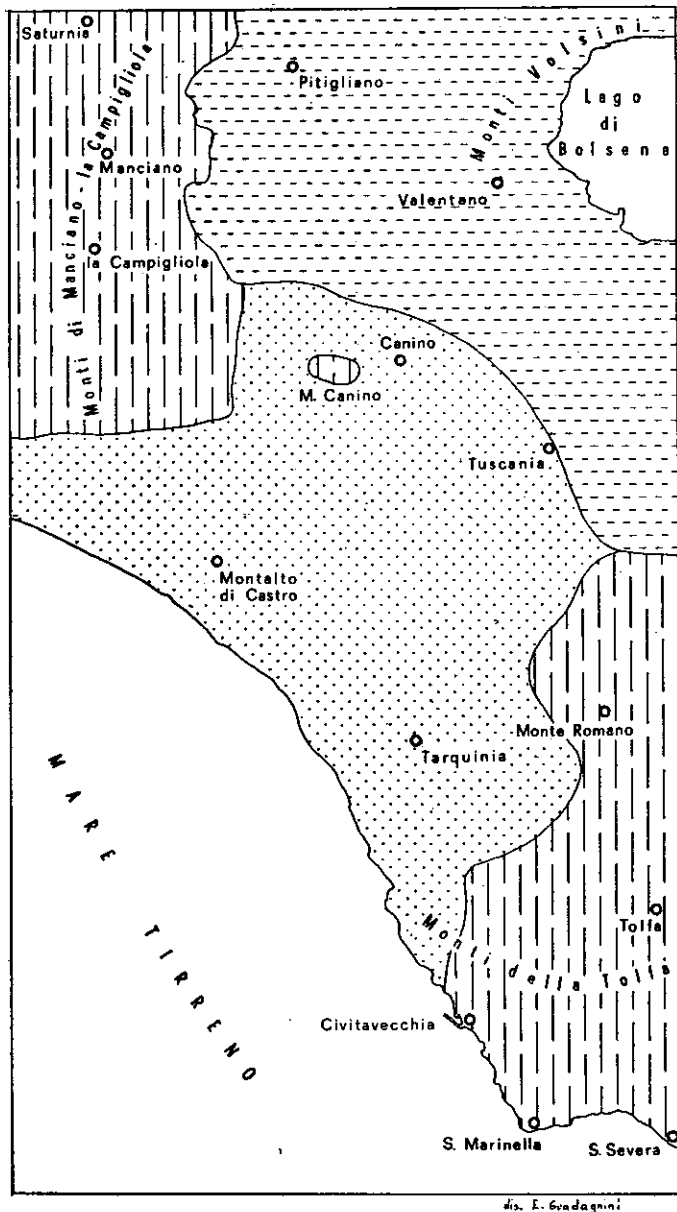 Saturnia
Pitigliano
Monti Volsini
Lago
di
Bolsena
Monti di Manciano - la Campigliola
Manciano
Valentano
la Campigliola
Canino
M. Canino
Tuscania
Montalto
di Castro
Monte Romano
Tarquinia
MARE TIRRENO
Tolfa
Monti della Tolfa
Civitavecchia
S. Marinella
S. Severa
dis. E. Guadagnini